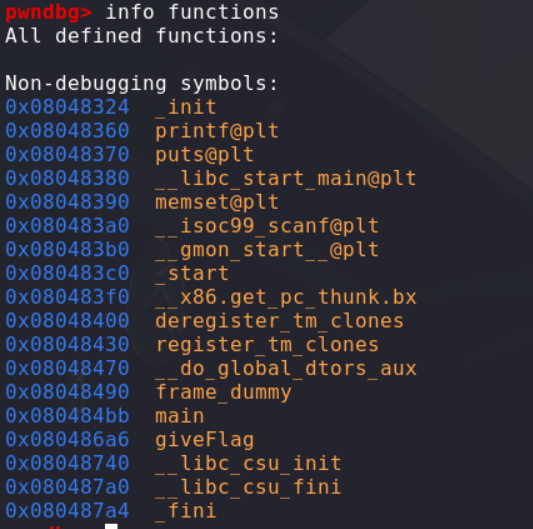 pwndbg> info functions
All defined functions:
Non-debugging symbols:
0x08048324 _init
0x08048360 printf@plt
0x08048370 puts@plt
0x08048380 __libc_start_main@plt
0x08048390 memset@plt
0x080483a0 __isoc99_scanf@plt
0x080483b0 __gmon_start__@plt
0x080483c0 _start
0x080483f0 __x86.get_pc_thunk.bx
0x08048400 deregister_tm_clones
0x08048430 register_tm_clones
0x08048470 __do_global_dtors_aux
0x08048490 frame_dummy
0x080484bb main
0x080486a6 giveFlag
0x08048740 __libc_csu_init
0x080487a0 __libc_csu_fini
0x080487a4 _fini